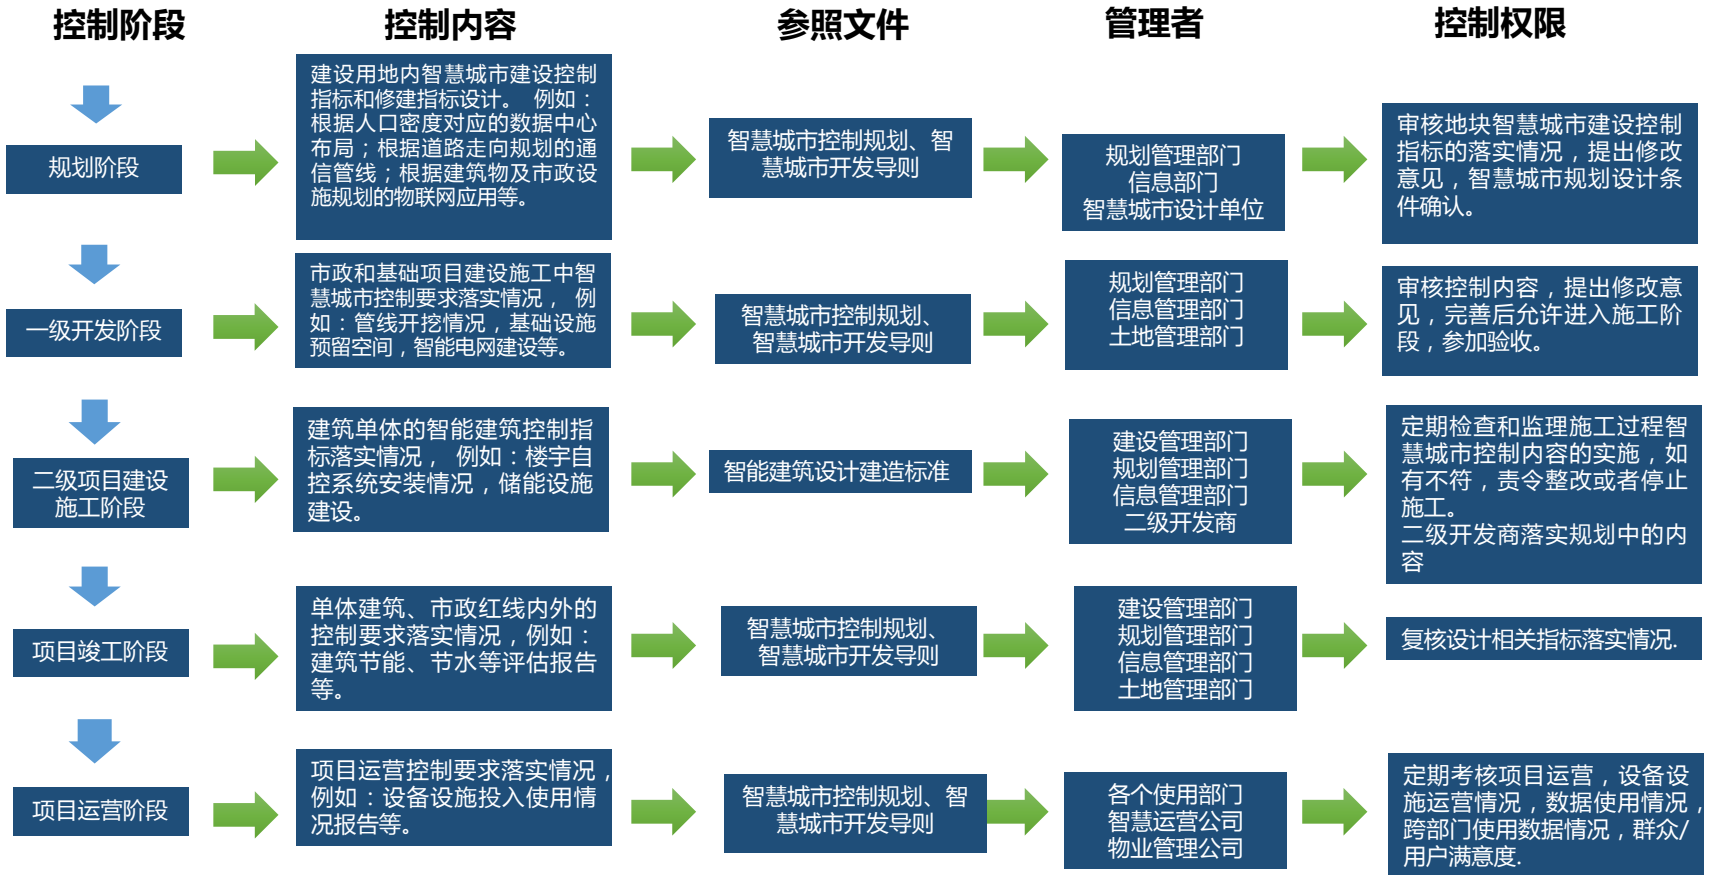 控制阶段
控制内容
参照文件
管理者
控制权限
规划阶段
建设用地内智慧城市建设控制
指标和修建指标设计。 例如：
根据人口密度对应的数据中心
布局；根据道路走向规划的通
信管线；根据建筑物及市政设
施规划的物联网应用等。
智慧城市控制规划、智
慧城市开发导则
规划管理部门
信息部门
智慧城市设计单位
审核地块智慧城市建设控制
指标的落实情况，提出修改
意见，智慧城市规划设计条
件确认。
一级开发阶段
市政和基础项目建设施工中智
慧城市控制要求落实情况， 例
如：管线开挖情况，基础设施
预留空间，智能电网建设等。
智慧城市控制规划、
智慧城市开发导则
规划管理部门
信息管理部门
土地管理部门
审核控制内容，提出修改意
见，完善后允许进入施工阶
段，参加验收。
二级项目建设
施工阶段
建筑单体的智能建筑控制指
标落实情况， 例如：楼宇自
控系统安装情况，储能设施
建设。
智能建筑设计建造标准
建设管理部门
规划管理部门
信息管理部门
二级开发商
定期检查和监理施工过程智
慧城市控制内容的实施，如
有不符，责令整改或者停止
施工。
二级开发商落实规划中的内
容
项目竣工阶段
单体建筑、市政红线内外的
控制要求落实情况，例如：
建筑节能、节水等评估报告
等。
智慧城市控制规划、
智慧城市开发导则
建设管理部门
规划管理部门
信息管理部门
土地管理部门
复核设计相关指标落实情况.
项目运营阶段
项目运营控制要求落实情况，
例如：设备设施投入使用情
况报告等。
智慧城市控制规划、智
慧城市开发导则
各个使用部门
智慧运营公司
物业管理公司
定期考核项目运营，设备设
施运营情况，数据使用情况，
跨部门使用数据情况，群众/
用户满意度.